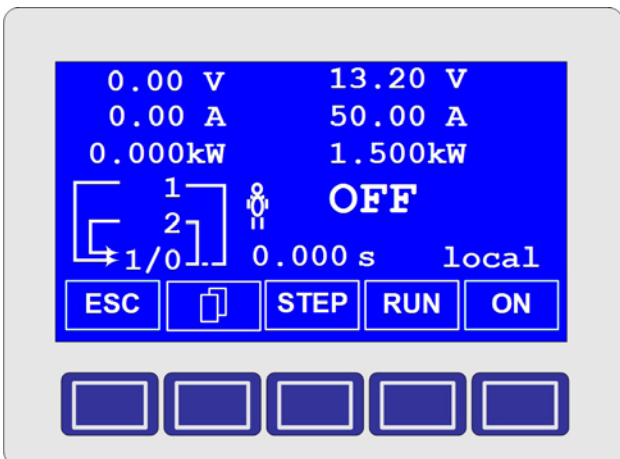 0.00 V 13.20 V
0.00 A 50.00 A
0.000kW 1.500kW
1 OFF
2
1/0 0.000 s local
ESC STEP RUN ON